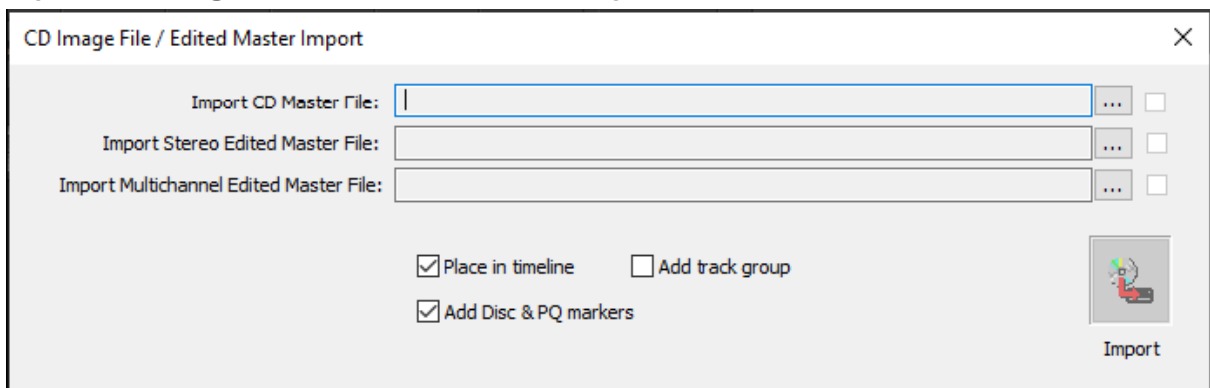 CD Image File / Edited Master Import
Import CD Master File:
...
Import Stereo Edited Master File:
...
Import Multichannel Edited Master File:
...
Place in timeline
Add track group
Add Disc & PQ markers
Import